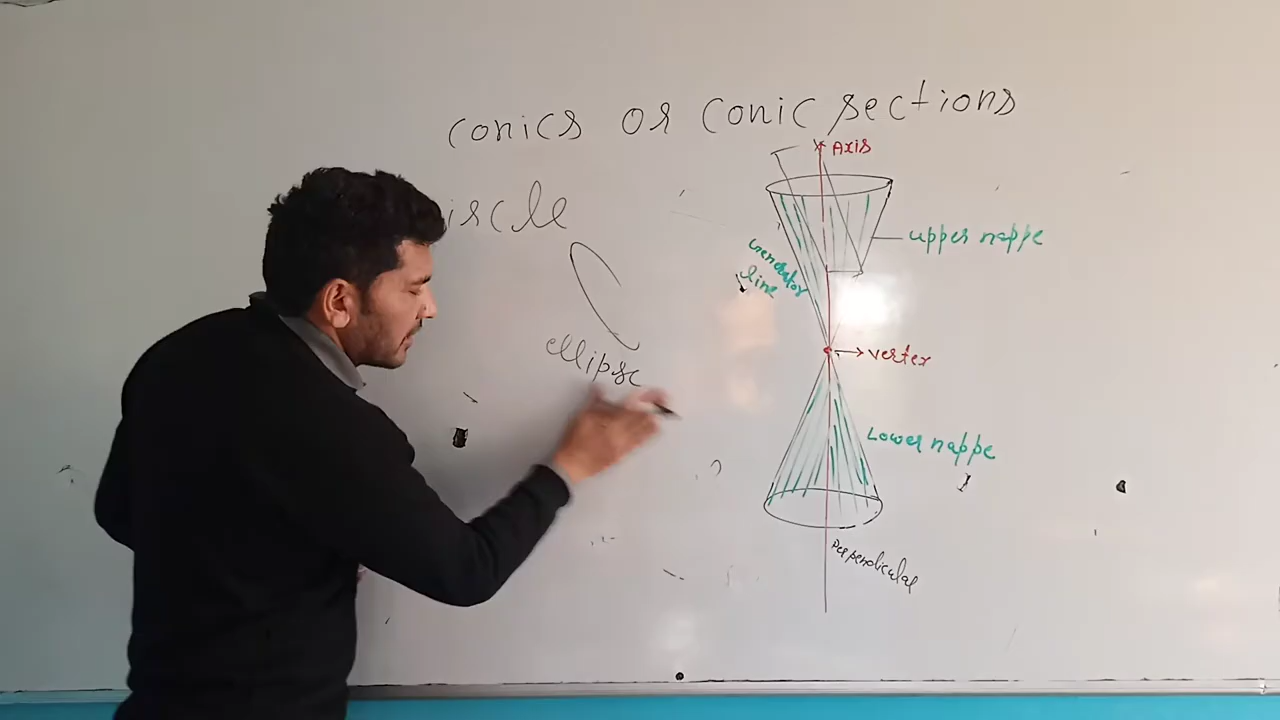 conics or conic sections
Axis
ircle
upper nappe
Generator
line
ellipse
vertex
Lower nappe
Perpendicular